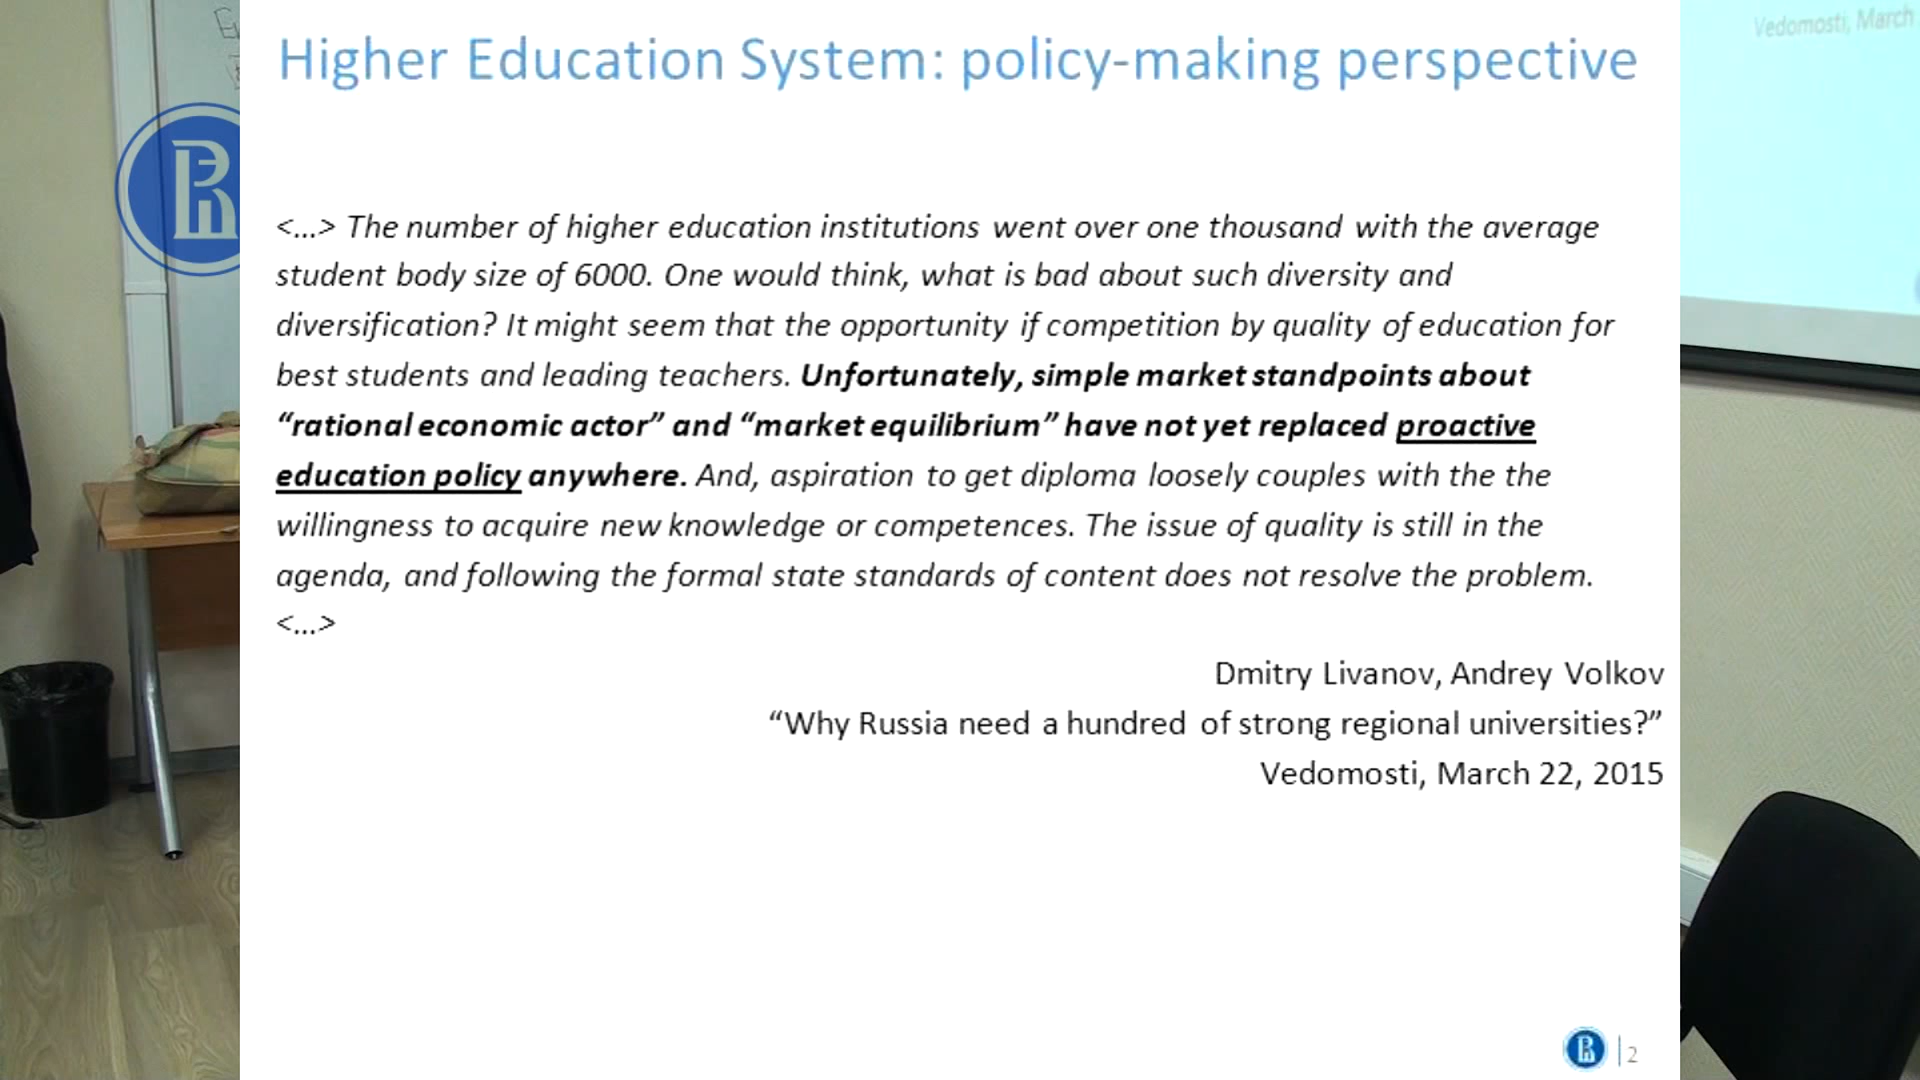 Higher Education System: policy-making perspective
<...> The number of higher education institutions went over one thousand with the average
student body size of 6000. One would think, what is bad about such diversity and
diversification? It might seem that the opportunity if competition by quality of education for
best students and leading teachers. Unfortunately, simple market standpoints about
“rational economic actor” and “market equilibrium” have not yet replaced proactive
education policy anywhere. And, aspiration to get diploma loosely couples with the the
willingness to acquire new knowledge or competences. The issue of quality is still in the
agenda, and following the formal state standards of content does not resolve the problem.
<...>
Dmitry Livanov, Andrey Volkov
“Why Russia need a hundred of strong regional universities?”
Vedomosti, March 22, 2015
2
Vedomosti, March